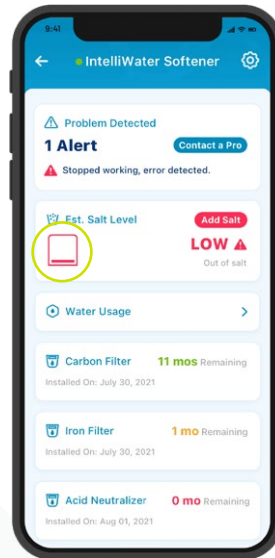 9:41
IntelliWater Softener
Problem Detected
1 Alert
Contact a Pro
Stopped working, error detected.
Est. Salt Level
Add Salt
LOW
Out of salt
Water Usage
Carbon Filter
11 mos Remaining
Installed On: July 30, 2021
Iron Filter
1 mo Remaining
Installed On: July 30, 2021
Acid Neutralizer
0 mo Remaining
Installed On: Aug 01, 2021